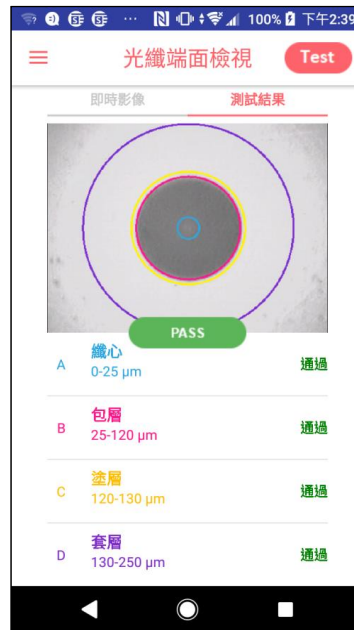 100% 下午2:39
光纖端面檢視 Test
即時影像 測試結果
PASS
A 纖心 通過
0-25 µm
B 包層 通過
25-120 µm
C 塗層 通過
120-130 µm
D 套層 通過
130-250 µm